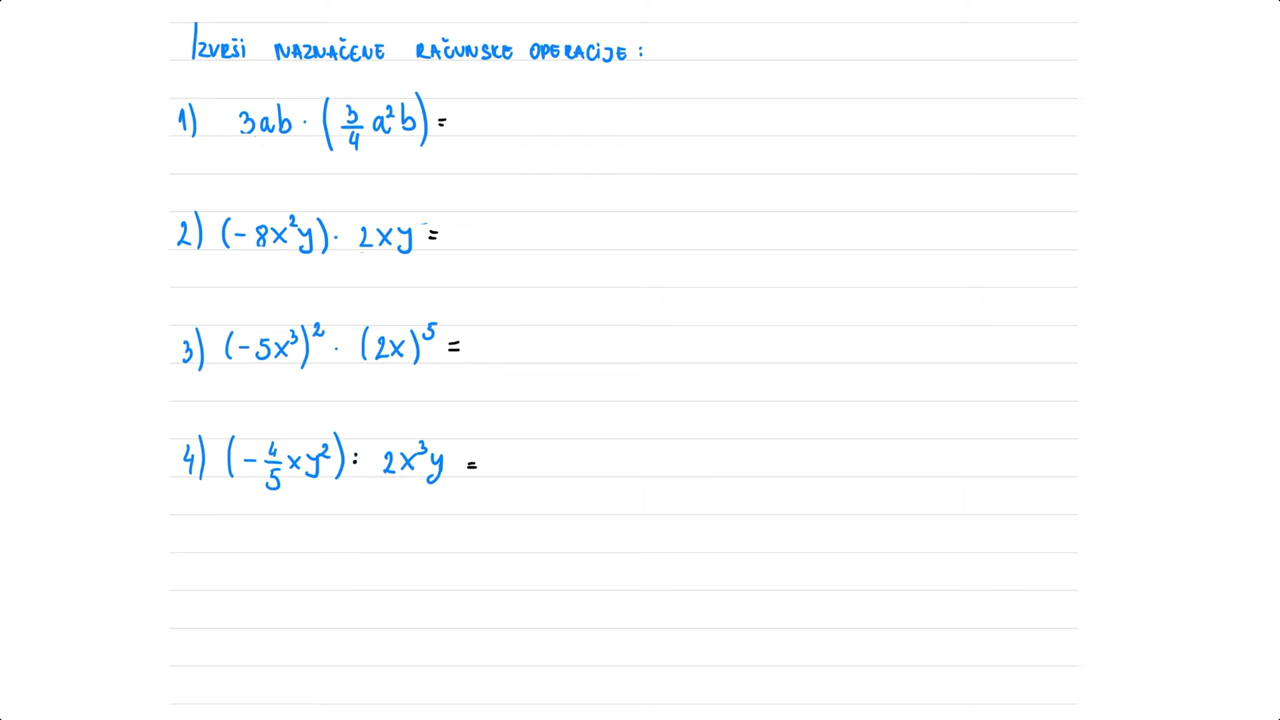 Izvrši naznačene računske operacije:
1) 3ab · (3/4 a²b) =
2) (-8x²y) · 2xy =
3) (-5x³)² · (2x)⁵ =
4) (-4/5 xy²) : 2x³y =